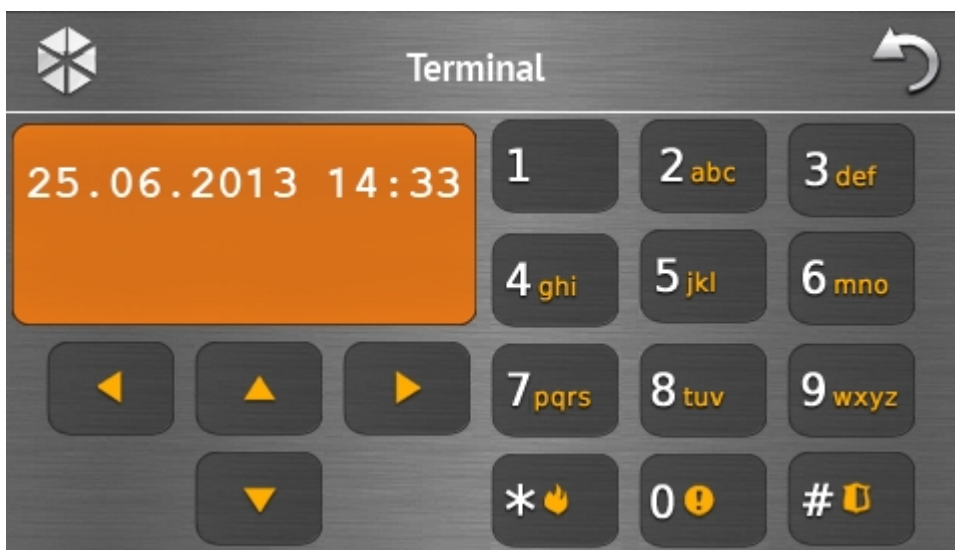 Terminal
25.06.2013 14:33
1 2 abc 3 def
4 ghi 5 jkl 6 mno
7 pqrs 8 tuv 9 wxyz
* 0 #